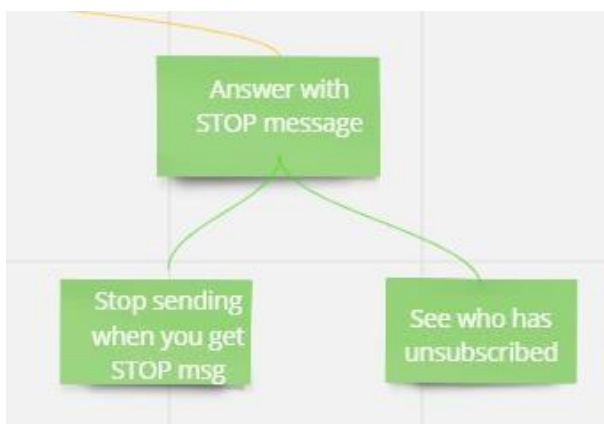 Answer with
STOP message
Stop sending
when you get
STOP msg
See who has
unsubscribed